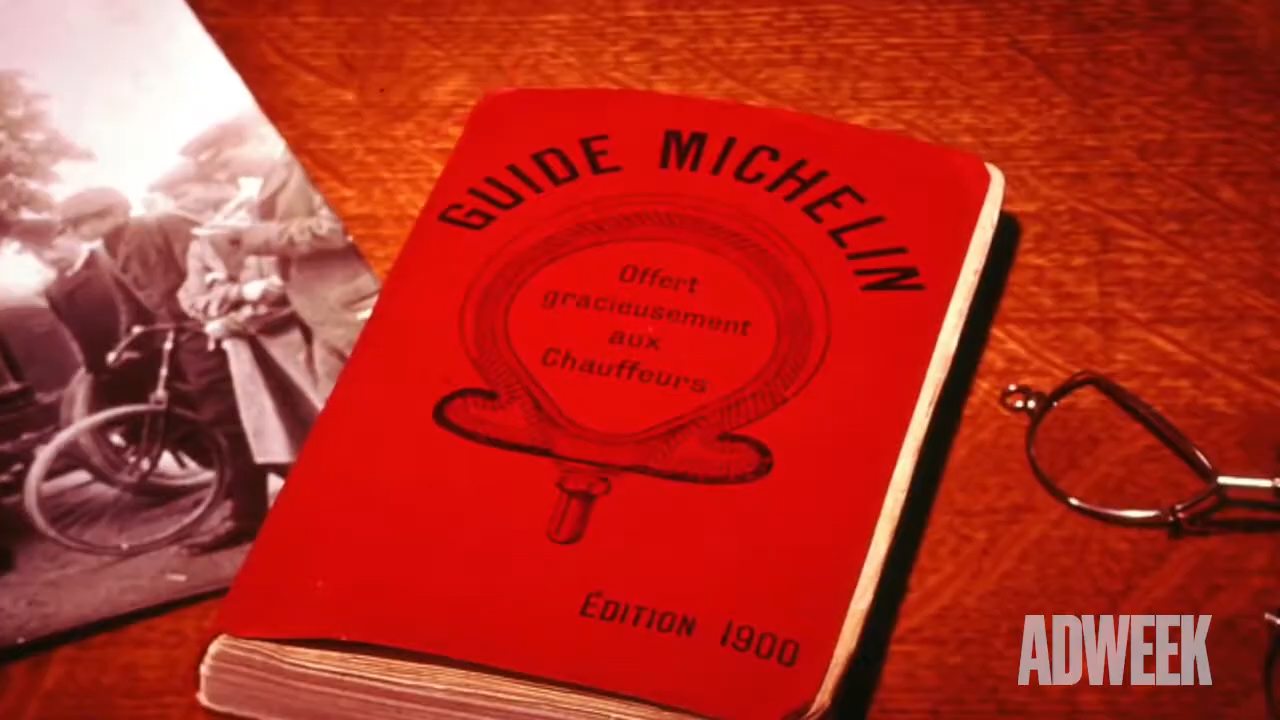 GUIDE MICHELIN
Offert
gracieusement
aux
Chauffeurs
ÉDITION 1900
ADWEEK